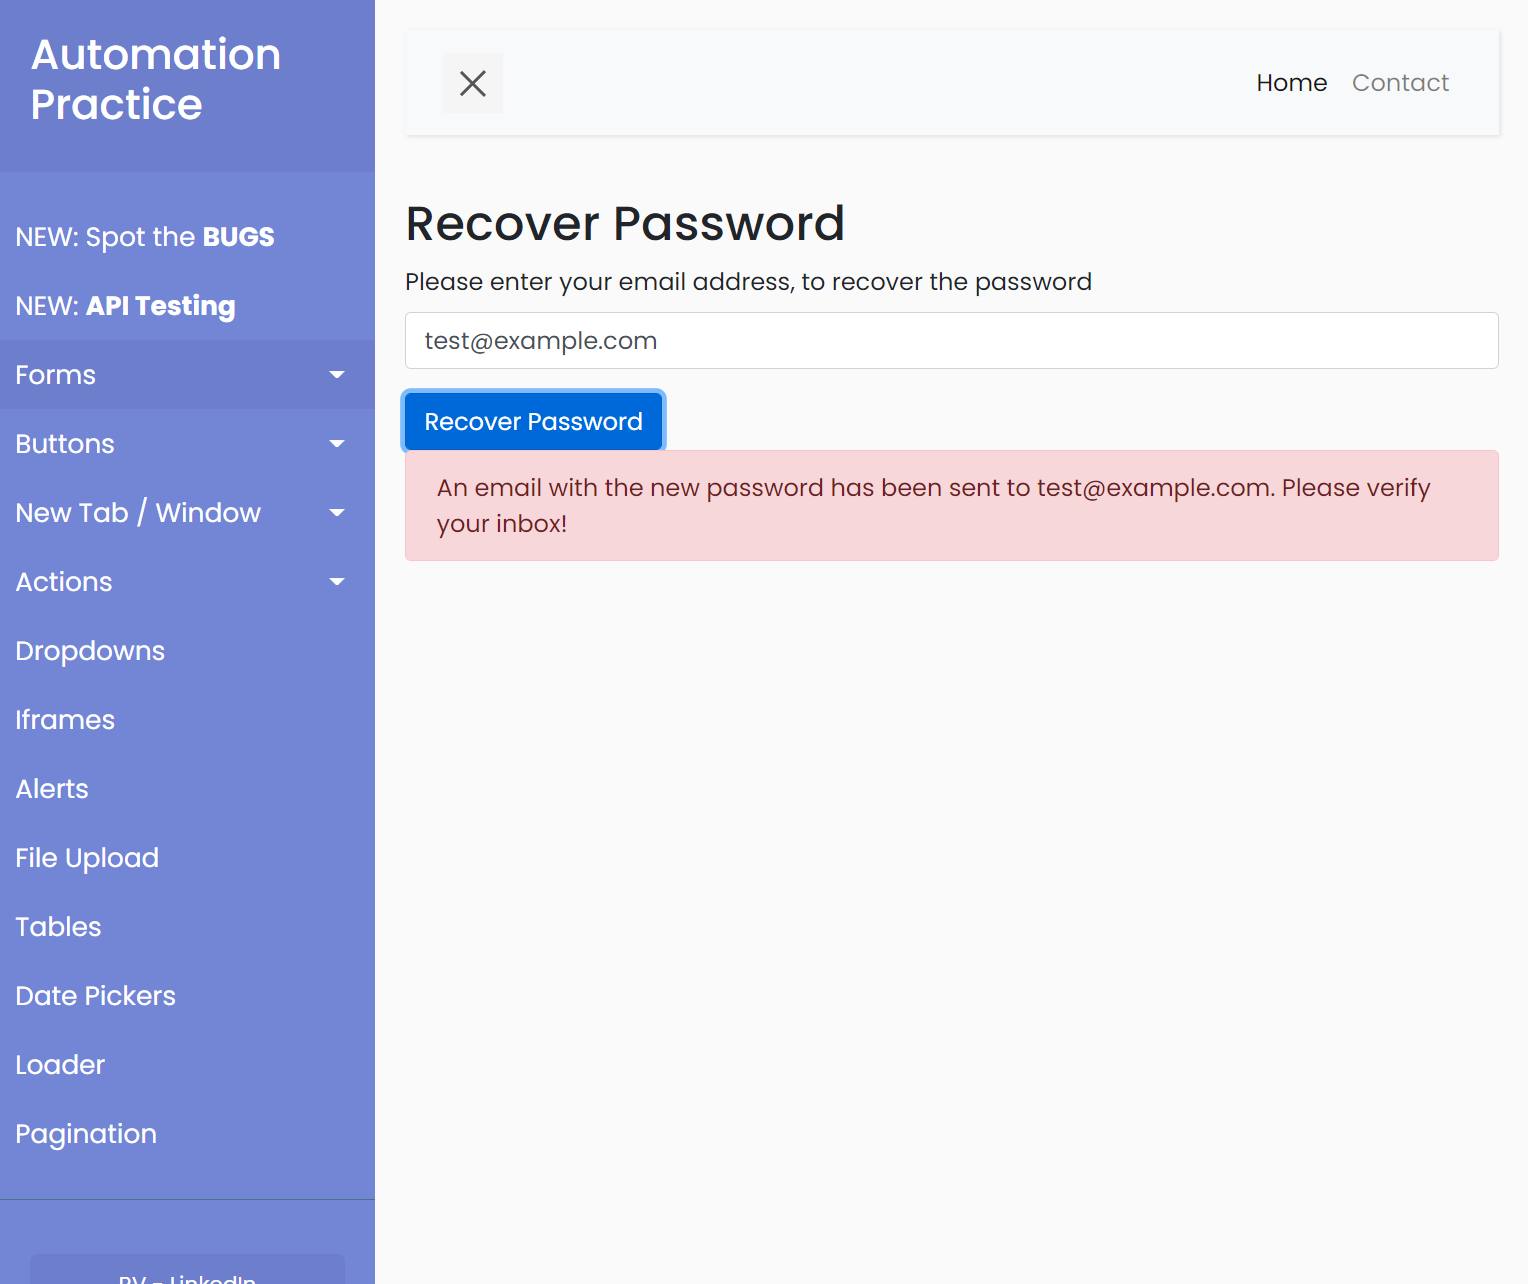 Automation
Practice
NEW: Spot the BUGS
NEW: API Testing
Forms
Buttons
New Tab / Window
Actions
Dropdowns
Iframes
Alerts
File Upload
Tables
Date Pickers
Loader
Pagination
RV - LinkedIn
Home Contact
Recover Password
Please enter your email address, to recover the password
test@example.com
Recover Password
An email with the new password has been sent to test@example.com. Please verify
your inbox!